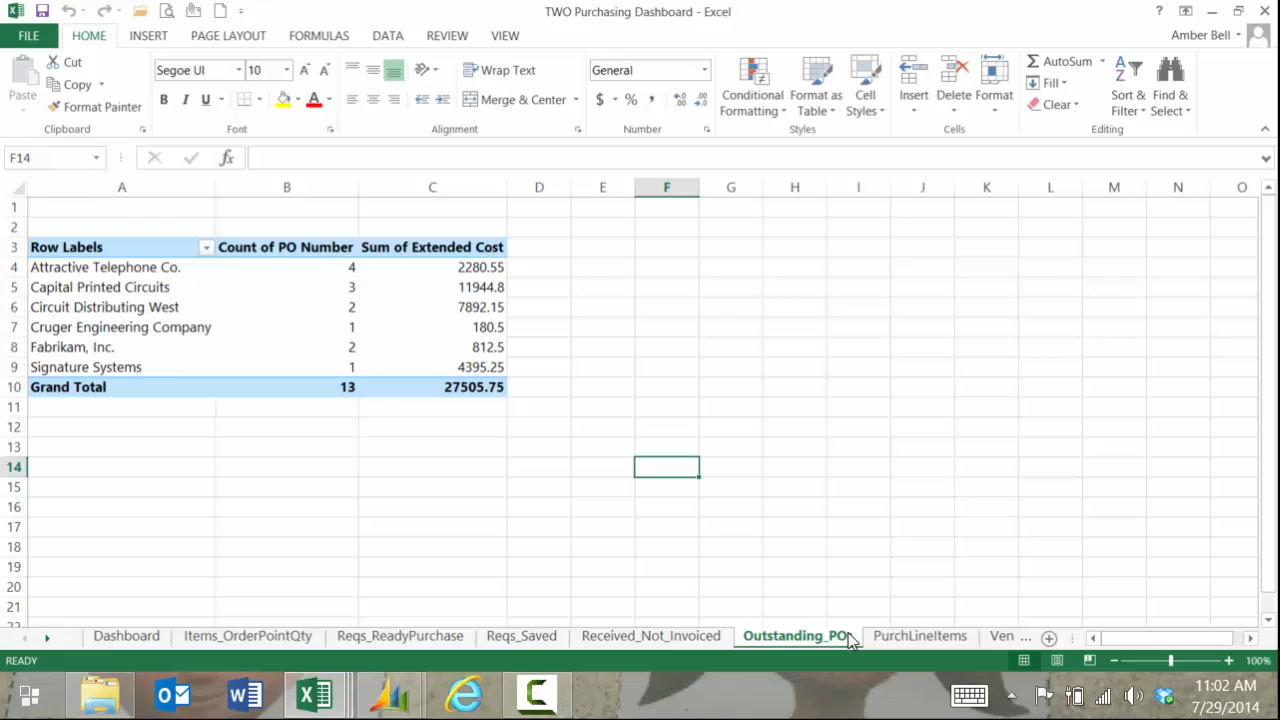 TWO Purchasing Dashboard - Excel
FILE HOME INSERT PAGE LAYOUT FORMULAS DATA REVIEW VIEW Amber Bell
Paste
Cut
Copy
Format Painter
Clipboard
Segoe UI 10
B I U
Font
Wrap Text
Merge & Center
Alignment
General
$ % ,
Number
Conditional Formatting
Format as Table
Cell Styles
Styles
Insert Delete Format
Cells
AutoSum
Fill
Clear
Sort & Filter
Find & Select
Editing
F14 fx
A B C D E F G H I J K L M N O
1
2
3 Row Labels Count of PO Number Sum of Extended Cost
4 Attractive Telephone Co. 4 2280.55
5 Capital Printed Circuits 3 11944.8
6 Circuit Distributing West 2 7892.15
7 Cruger Engineering Company 1 180.5
8 Fabrikam, Inc. 2 812.5
9 Signature Systems 1 4395.25
10 Grand Total 13 27505.75
11
12
13
14
15
16
17
18
19
20
21
22
Dashboard Items_OrderPointQty Reqs_ReadyPurchase Reqs_Saved Received_Not_Invoiced Outstanding_PO PurchLineItems Ven ...
READY 100%
11:02 AM
7/29/2014